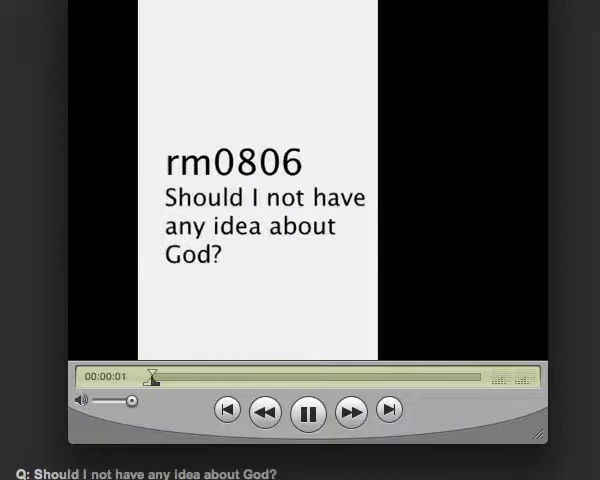 rm0806
Should I not have
any idea about
God?
00:00:01
Q: Should I not have any idea about God?